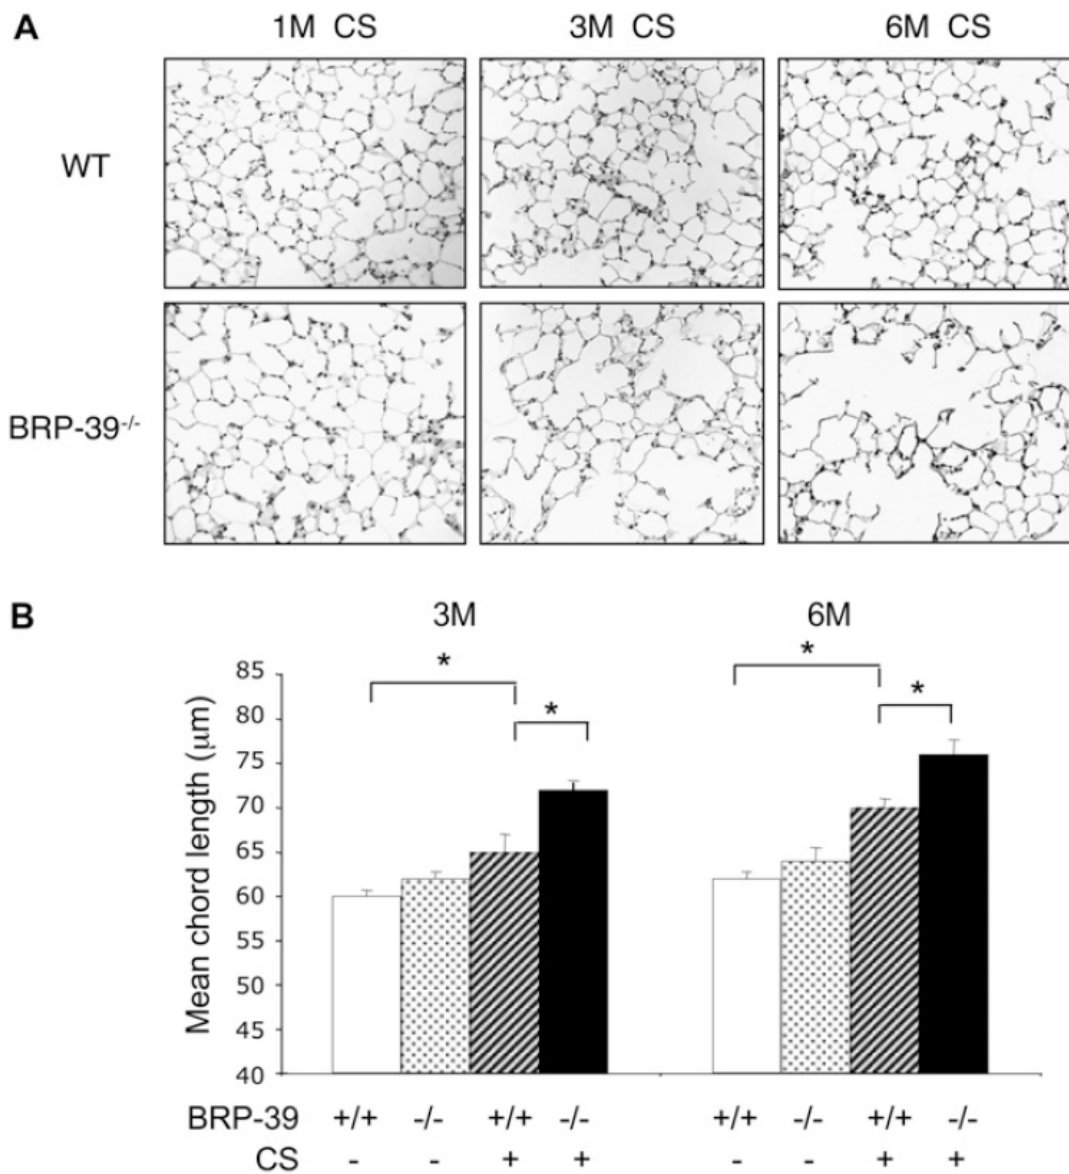 A
1M CS 3M CS 6M CS
WT
BRP-39-/-
B
3M 6M
* * * *
Mean chord length (μm)
85
80
75
70
65
60
55
50
45
40
BRP-39 +/+ -/- +/+ -/- +/+ -/- +/+ -/-
CS - - + + - - + +